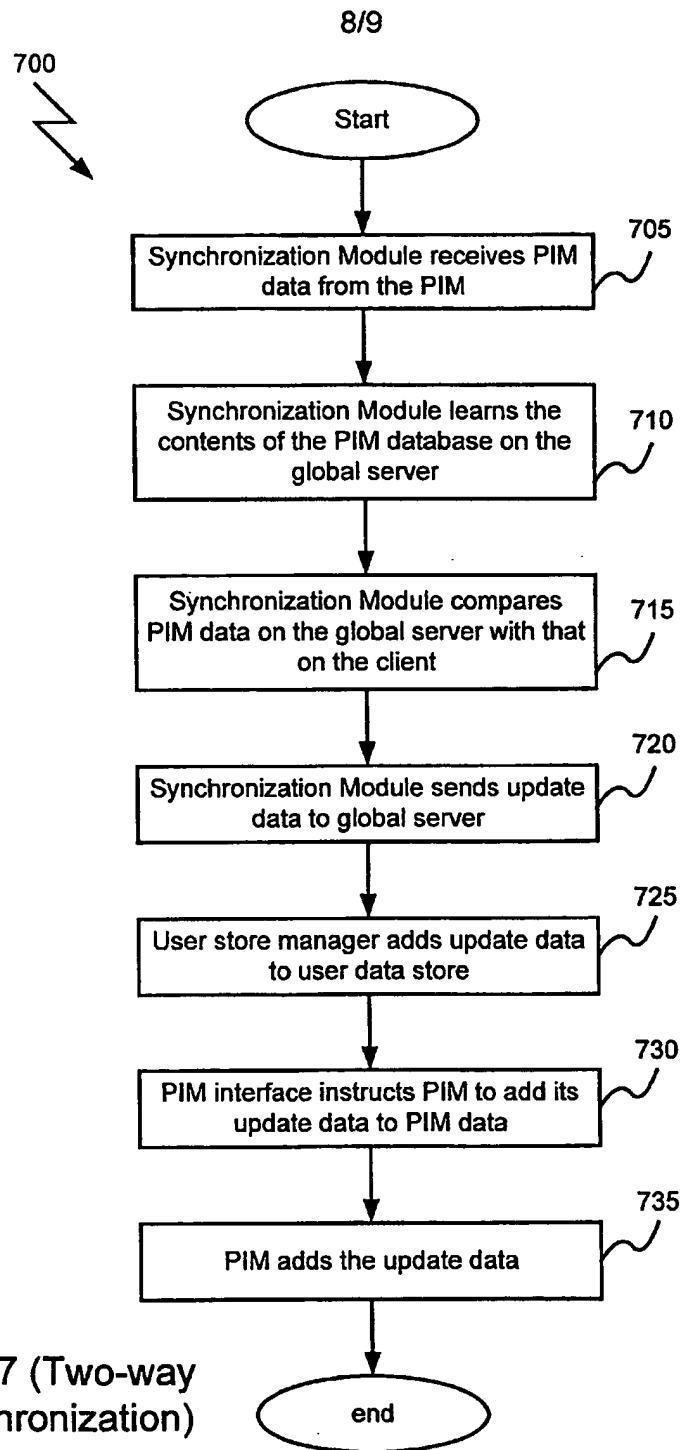 8/9
700
Start
Synchronization Module receives PIM
data from the PIM
705
Synchronization Module learns the
contents of the PIM database on the
global server
710
Synchronization Module compares
PIM data on the global server with that
on the client
715
Synchronization Module sends update
data to global server
720
User store manager adds update data
to user data store
725
PIM interface instructs PIM to add its
update data to PIM data
730
PIM adds the update data
735
7 (Two-way
hronization)
end